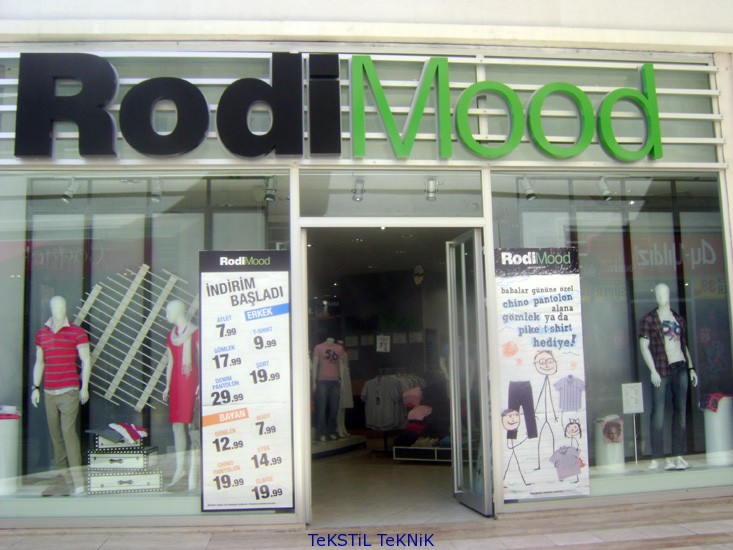 RodiMood
RodiMood
İNDİRİM
BAŞLADI
ERKEK
ATLET
7.99
T-SHIRT
9.99
GÖMLEK
17.99
ŞORT
19.99
DENİM
PANTOLON
29.99
BAYAN
7.99
GÖMLEK
12.99
ETEK
14.99
CHINO
PANTOLON
19.99
ELBİSE
19.99
RodiMood
babalar gününe özel
chino pantolon
alana
gömlek ya da
pike t-shirt
hediye!
56
TeKSTiL TeKNiK